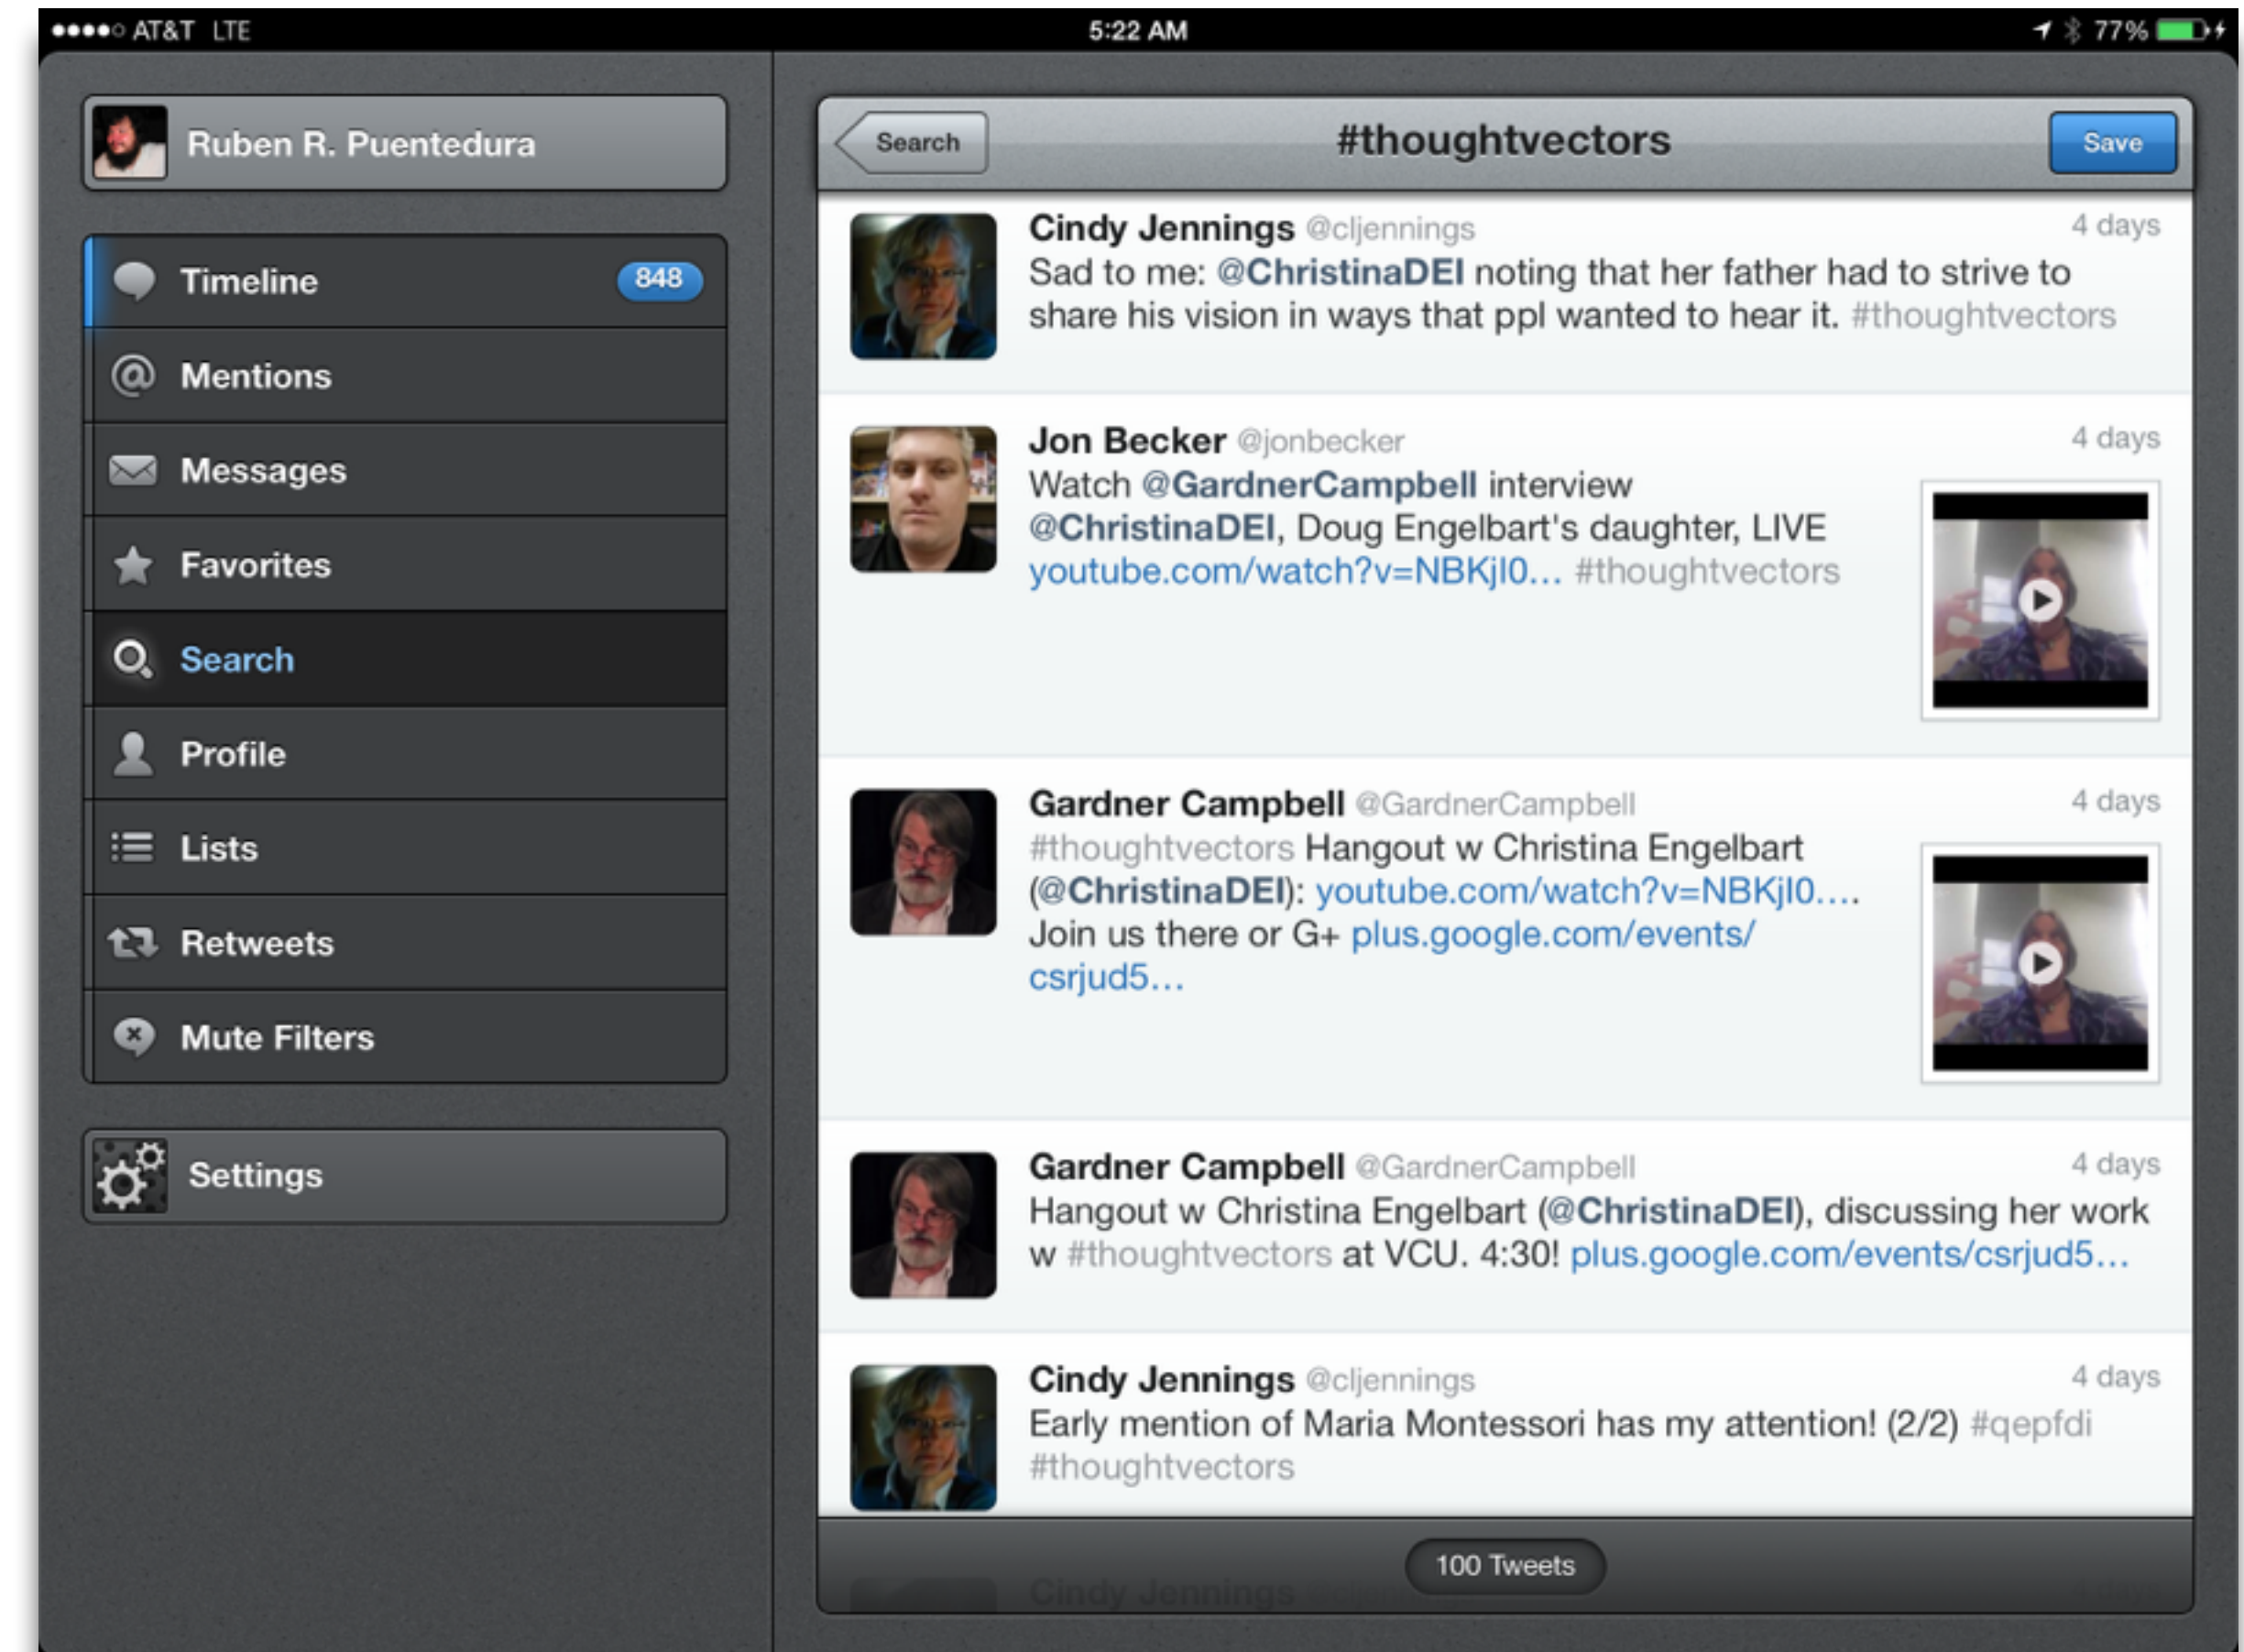 AT&T LTE
5:22 AM
77%
Ruben R. Puentedura
Timeline
848
Mentions
Messages
Favorites
Search
Profile
Lists
Retweets
Mute Filters
Settings
Search
#thoughtvectors
Save
Cindy Jennings @cljennings
4 days
Sad to me: @ChristinaDEI noting that her father had to strive to
share his vision in ways that ppl wanted to hear it. #thoughtvectors
Jon Becker @jonbecker
4 days
Watch @GardnerCampbell interview
@ChristinaDEI, Doug Engelbart's daughter, LIVE
youtube.com/watch?v=NBKjI0... #thoughtvectors
Gardner Campbell @GardnerCampbell
4 days
#thoughtvectors Hangout w Christina Engelbart
(@ChristinaDEI): youtube.com/watch?v=NBKjI0....
Join us there or G+ plus.google.com/events/
csrjud5...
Gardner Campbell @GardnerCampbell
4 days
Hangout w Christina Engelbart (@ChristinaDEI), discussing her work
w #thoughtvectors at VCU. 4:30! plus.google.com/events/csrjud5...
Cindy Jennings @cljennings
4 days
Early mention of Maria Montessori has my attention! (2/2) #qepfdi
#thoughtvectors
100 Tweets
Cindy Jennings
4 days